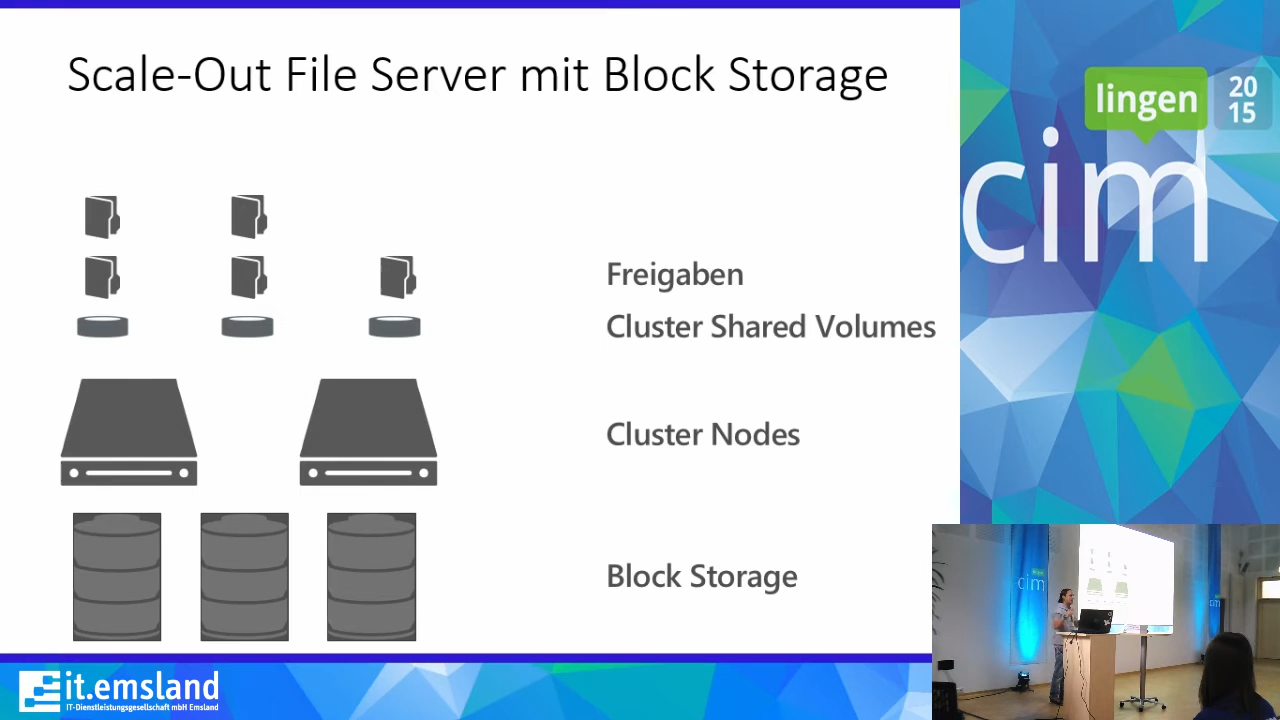 Scale-Out File Server mit Block Storage
Freigaben
Cluster Shared Volumes
Cluster Nodes
Block Storage
it.emsland
IT-Dienstleistungsgesellschaft mbH Emsland
lingen
20
15
cim
cim